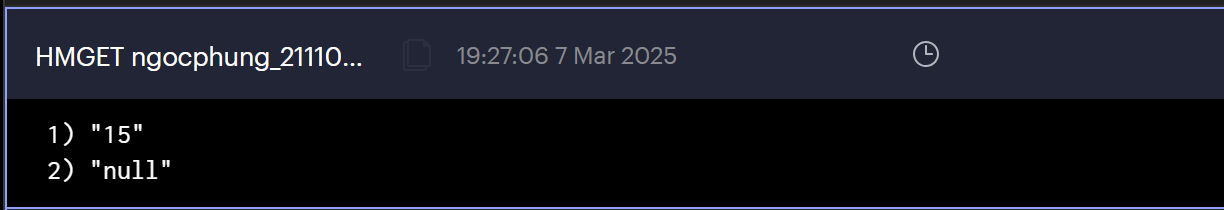 HMGET ngocphung_21110... 19:27:06 7 Mar 2025
1) "15"
2) "null"